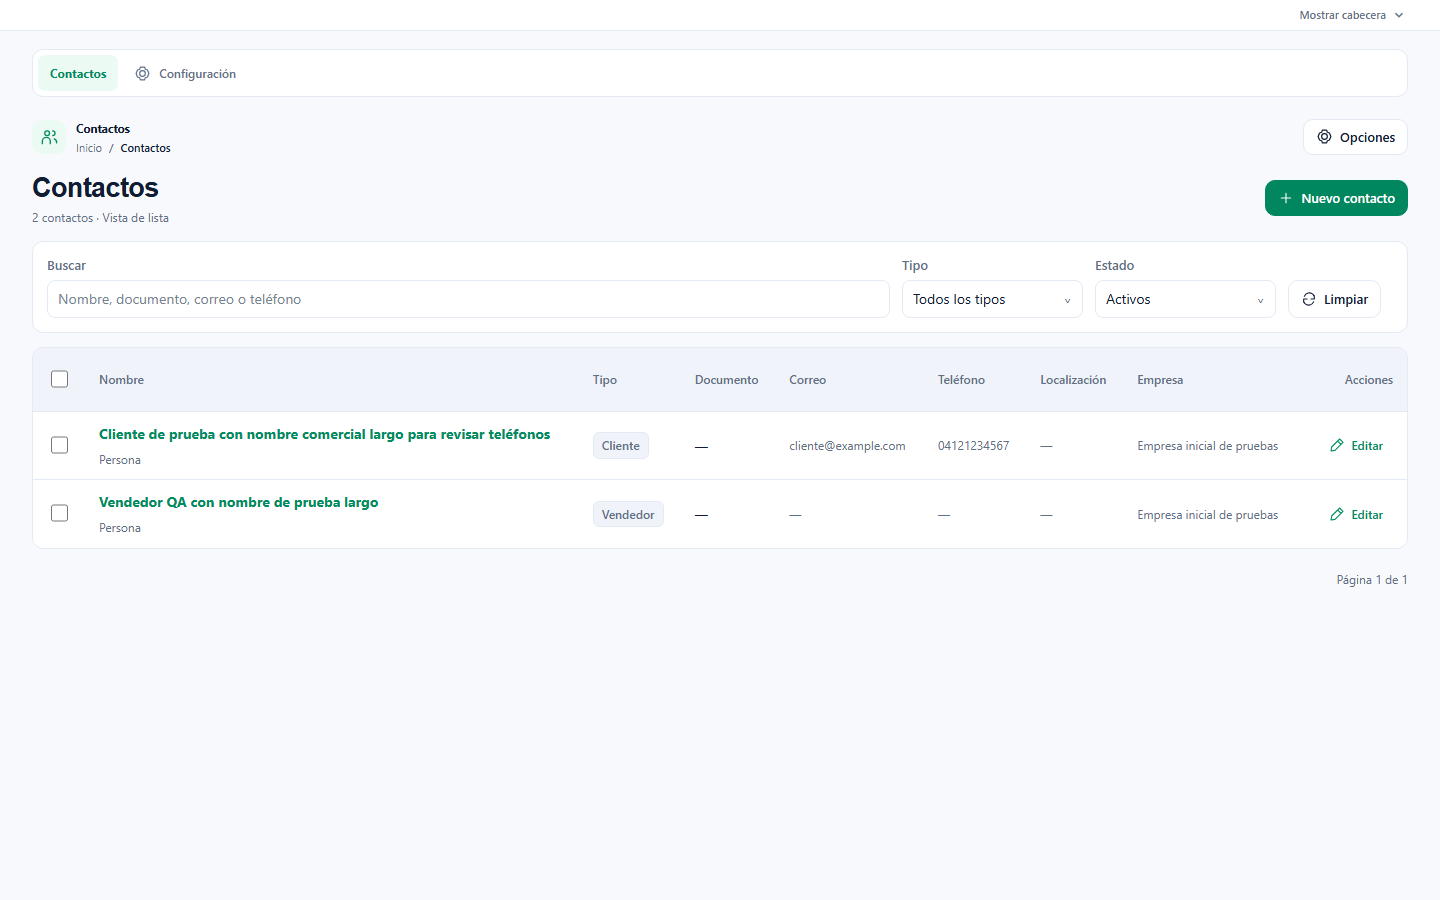 Mostrar cabecera
Contactos
Configuración
Contactos
Inicio / Contactos
Opciones
Contactos
2 contactos · Vista de lista
Nuevo contacto
Buscar
Tipo
Estado
Nombre, documento, correo o teléfono
Todos los tipos
Activos
Limpiar
Nombre Tipo Documento Correo Teléfono Localización Empresa Acciones
Cliente de prueba con nombre comercial largo para revisar teléfonos
Persona
Cliente — cliente@example.com 04121234567 — Empresa inicial de pruebas Editar
Vendedor QA con nombre de prueba largo
Persona
Vendedor — — — — Empresa inicial de pruebas Editar
Página 1 de 1